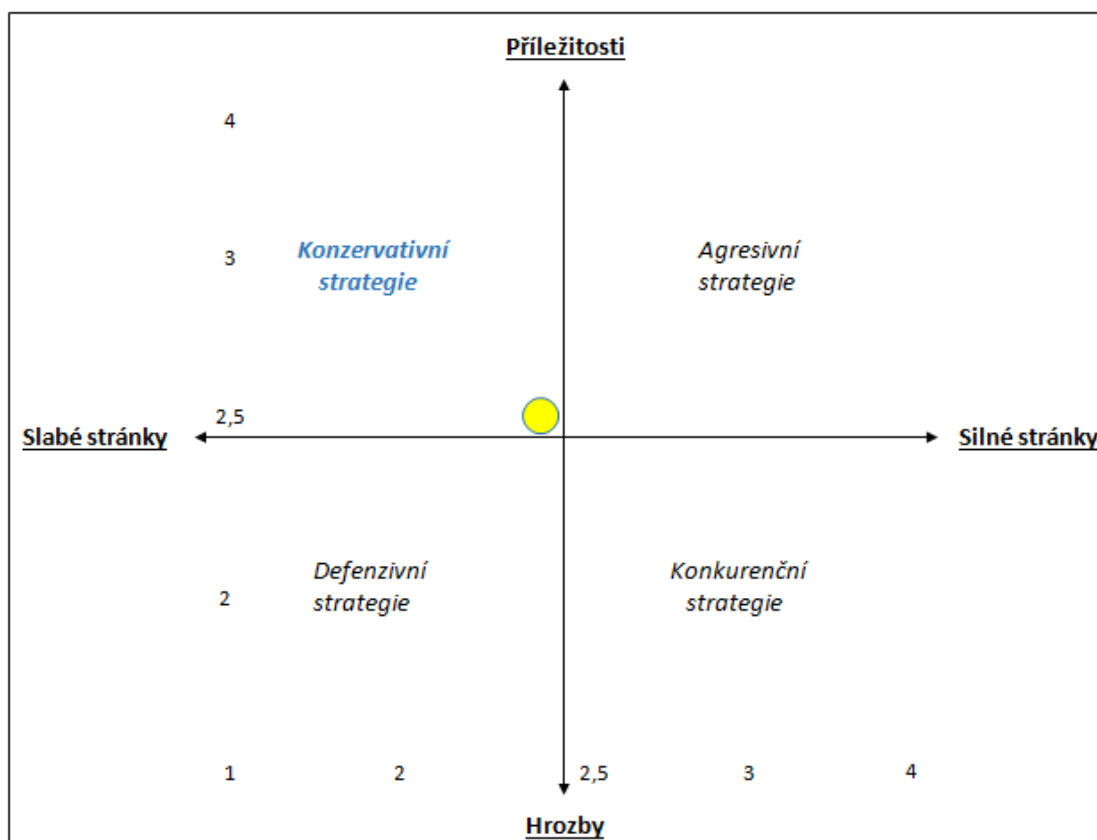 Příležitosti
4
3
Konzervativní
strategie
Agresivní
strategie
2,5
Slabé stránky
Silné stránky
Defenzivní
strategie
Konkurenční
strategie
2
1
2
2,5
3
4
Hrozby